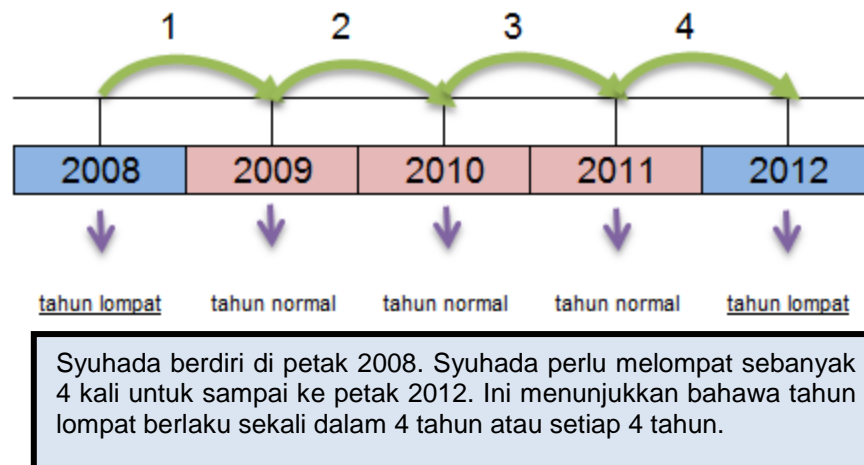 1 2 3 4
2008 2009 2010 2011 2012
tahun lompat tahun normal tahun normal tahun normal tahun lompat
Syuhada berdiri di petak 2008. Syuhada perlu melompat sebanyak
4 kali untuk sampai ke petak 2012. Ini menunjukkan bahawa tahun
lompat berlaku sekali dalam 4 tahun atau setiap 4 tahun.